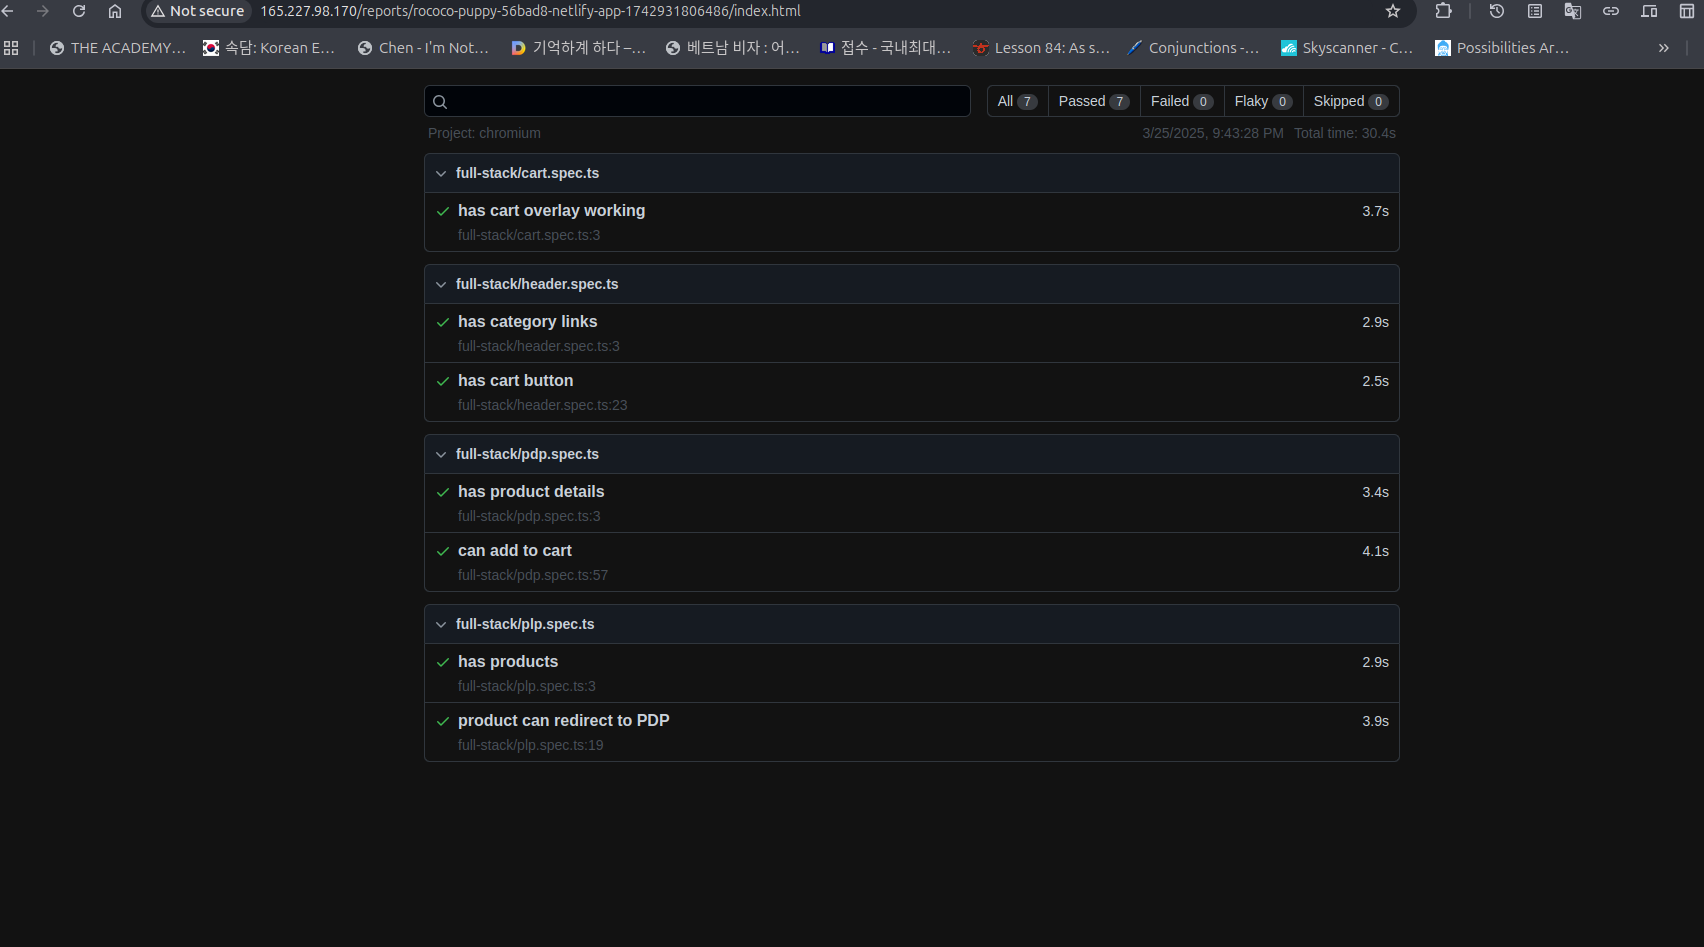 Not secure 165.227.98.170/reports/rococo-puppy-56bad8-netlify-app-1742931806486/index.html
THE ACADEMY... 속담: Korean E... Chen - I'm Not... 기억하게 하다 –... 베트남 비자 : 어... 접수 - 국내최대... Lesson 84: As s... Conjunctions -... Skyscanner - C... Possibilities Ar...
All 7 Passed 7 Failed 0 Flaky 0 Skipped 0
Project: chromium 3/25/2025, 9:43:28 PM Total time: 30.4s
full-stack/cart.spec.ts
has cart overlay working 3.7s
full-stack/cart.spec.ts:3
full-stack/header.spec.ts
has category links 2.9s
full-stack/header.spec.ts:3
has cart button 2.5s
full-stack/header.spec.ts:23
full-stack/pdp.spec.ts
has product details 3.4s
full-stack/pdp.spec.ts:3
can add to cart 4.1s
full-stack/pdp.spec.ts:57
full-stack/plp.spec.ts
has products 2.9s
full-stack/plp.spec.ts:3
product can redirect to PDP 3.9s
full-stack/plp.spec.ts:19